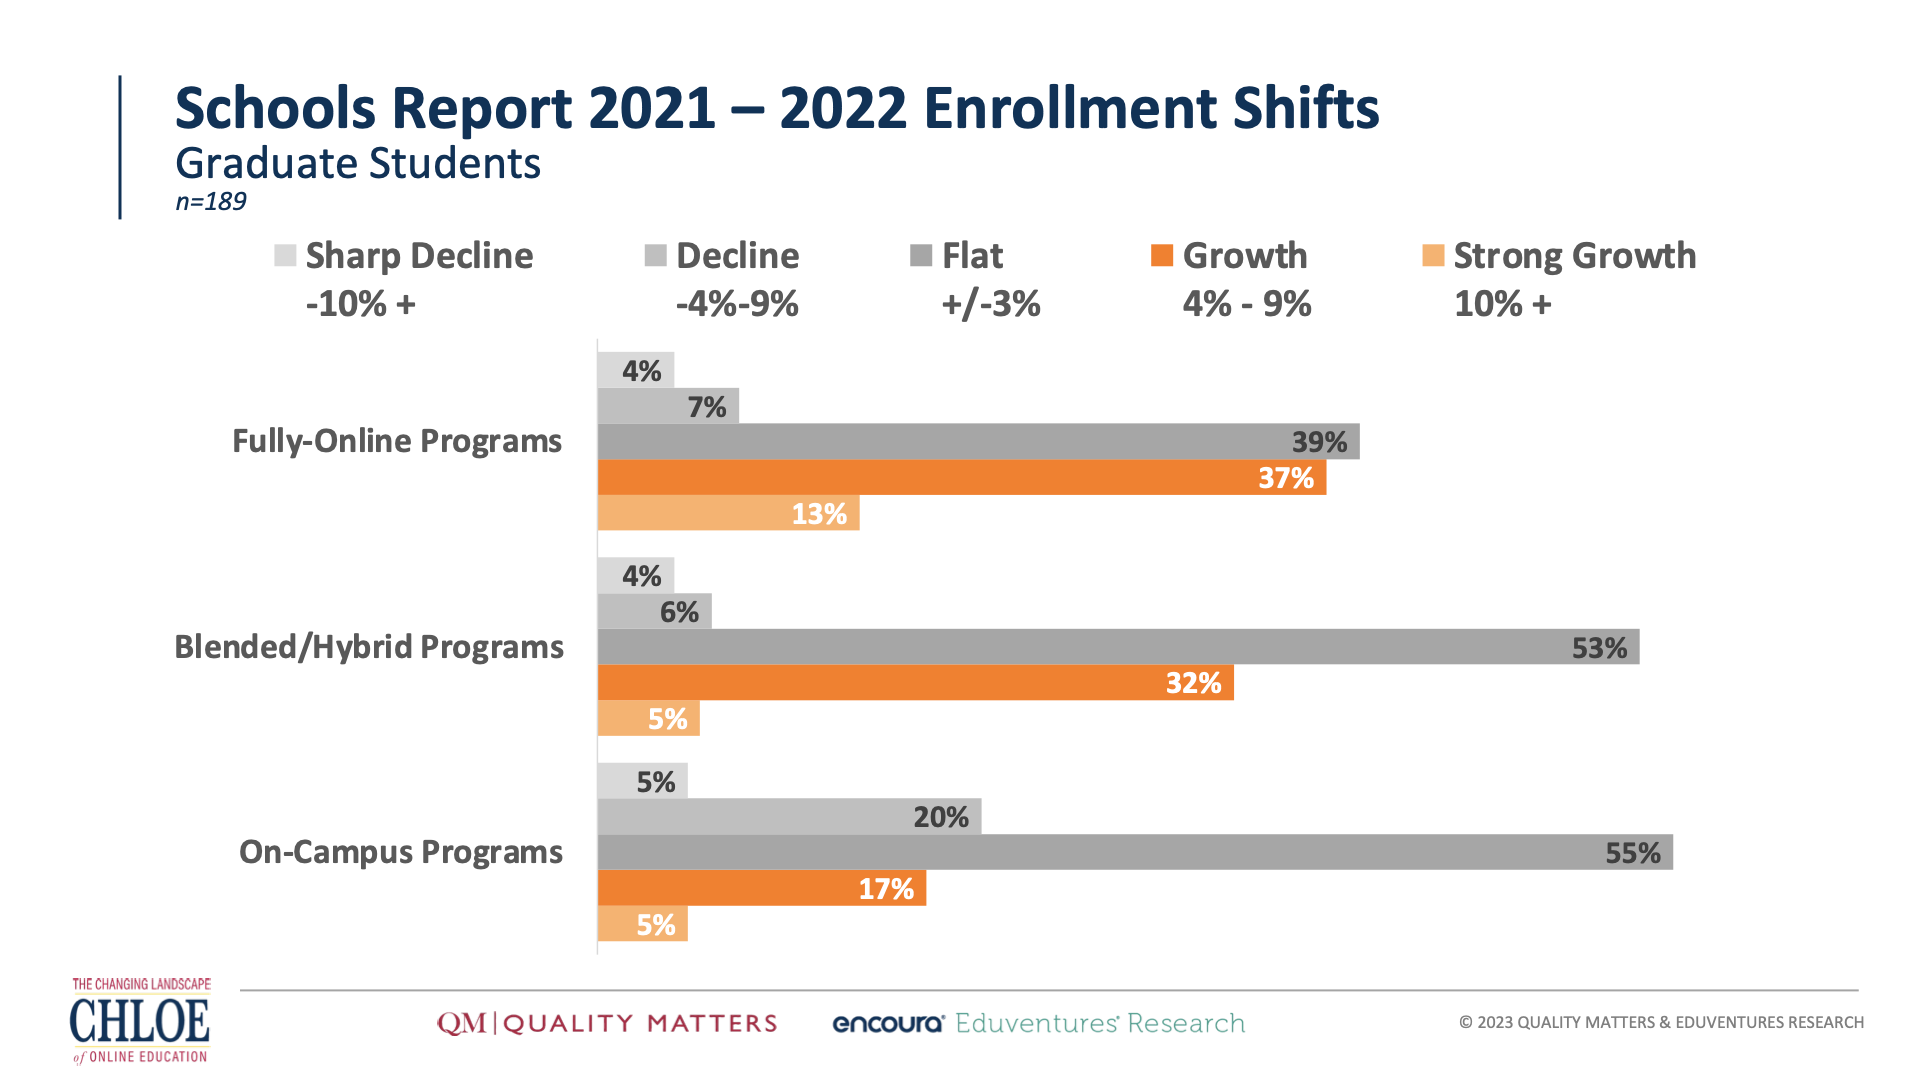 Schools Report 2021 – 2022 Enrollment Shifts
Graduate Students
n=189
Sharp Decline Decline Flat Growth Strong Growth
-10% + -4%-9% +/-3% 4% - 9% 10% +
4%
7%
Fully-Online Programs 39%
37%
13%
4%
6%
Blended/Hybrid Programs 53%
32%
5%
5%
20%
On-Campus Programs 55%
17%
5%
THE CHANGING LANDSCAPE
CHLOE
of ONLINE EDUCATION
QM | QUALITY MATTERS encoura® Eduventures® Research © 2023 QUALITY MATTERS & EDUVENTURES RESEARCH